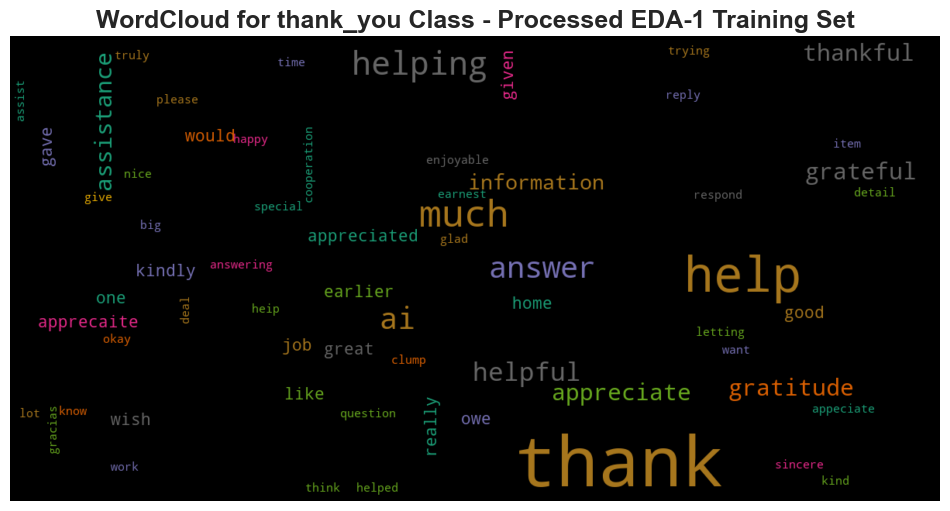 WordCloud for thank_you Class - Processed EDA-1 Training Set
truly
time
helping
given
trying
thankful
assist
assistance
please
reply
gave
would
happy
cooperation
item
enjoyable
nice
information
grateful
give
special
earnest
respond
detail
big
much
appreciated
glad
kindly
answering
answer
help
one
earlier
home
apprecaite
deal
heip
ai
good
okay
job
great
letting
clump
want
helpful
like
appreciate
gratitude
lot
know
gracias
wish
question
really
owe
appeciate
thank
work
sincere
think
helped
kind